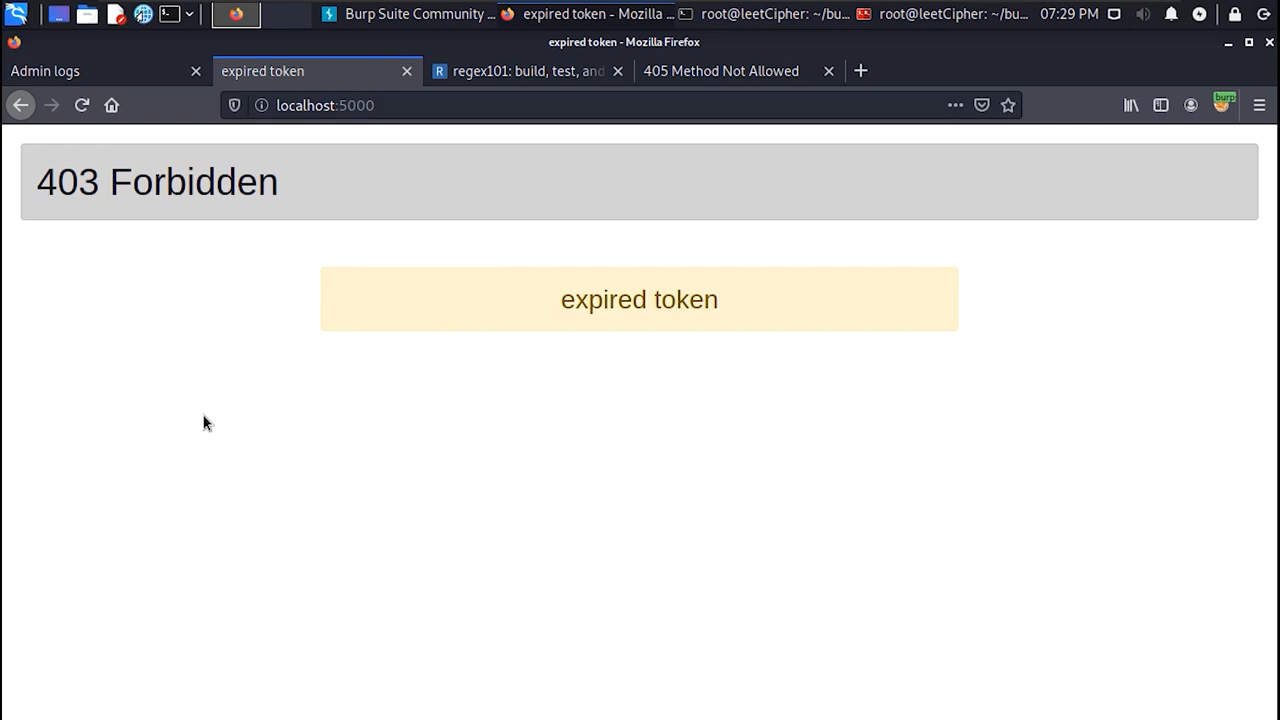 Burp Suite Community ...
expired token - Mozilla ...
root@leetCipher: ~/bu...
root@leetCipher: ~/bu...
07:29 PM
expired token - Mozilla Firefox
Admin logs
expired token
regex101: build, test, and
405 Method Not Allowed
localhost:5000
burp
403 Forbidden
expired token